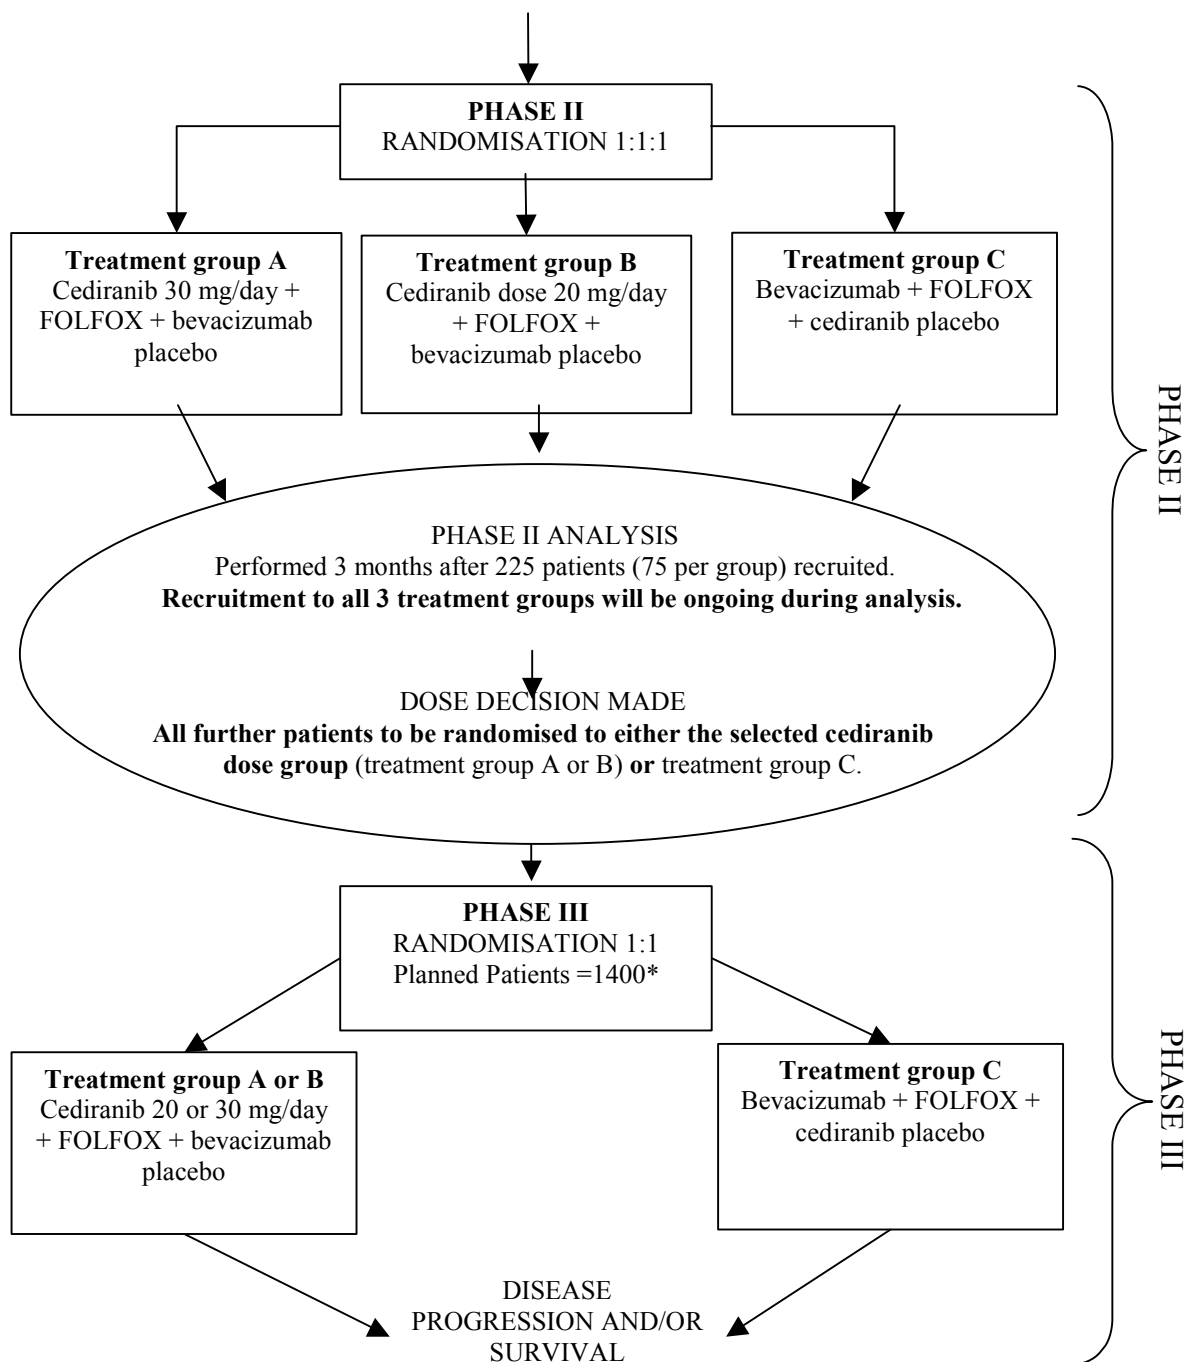 PHASE II
RANDOMISATION 1:1:1
Treatment group A
Cediranib 30 mg/day +
FOLFOX + bevacizumab
placebo
Treatment group B
Cediranib dose 20 mg/day
+ FOLFOX +
bevacizumab placebo
Treatment group C
Bevacizumab + FOLFOX
+ cediranib placebo
PHASE II
PHASE II ANALYSIS
Performed 3 months after 225 patients (75 per group) recruited.
Recruitment to all 3 treatment groups will be ongoing during analysis.
DOSE DECISION MADE
All further patients to be randomised to either the selected cediranib
dose group (treatment group A or B) or treatment group C.
PHASE III
RANDOMISATION 1:1
Planned Patients =1400*
Treatment group A or B
Cediranib 20 or 30 mg/day
+ FOLFOX + bevacizumab
placebo
Treatment group C
Bevacizumab + FOLFOX +
cediranib placebo
PHASE III
DISEASE
PROGRESSION AND/OR
SURVIVAL